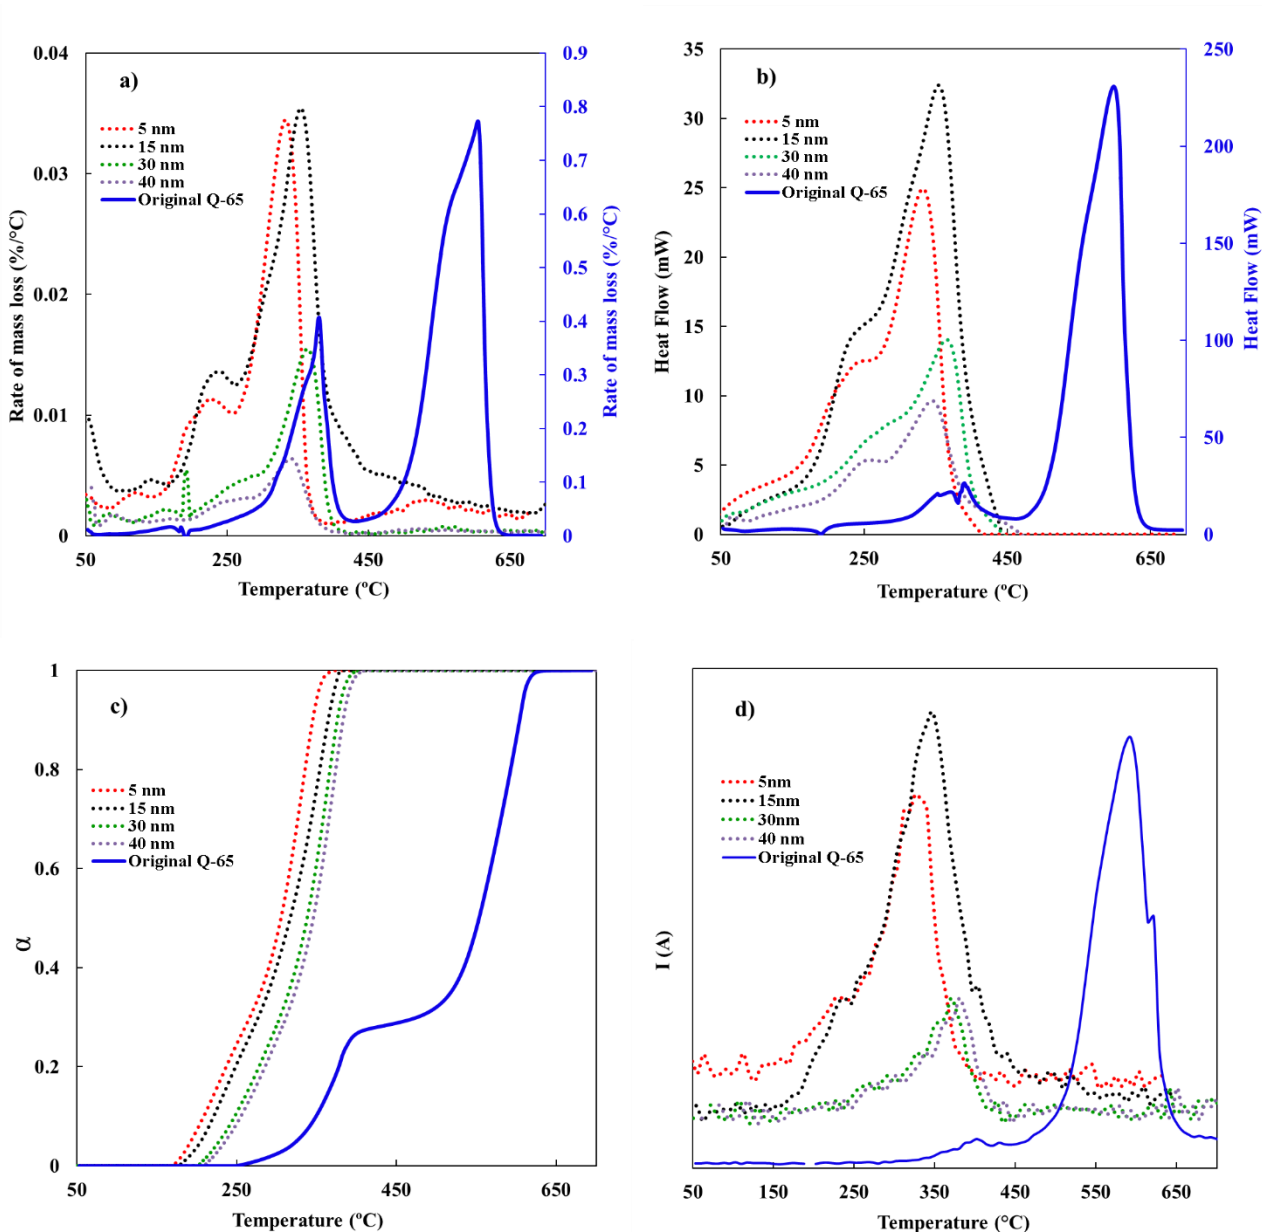 a)
0.04
0.03
0.02
0.01
0
Rate of mass loss (%/°C)
0.9
0.8
0.7
0.6
0.5
0.4
0.3
0.2
0.1
0
Rate of mass loss (%/°C)
5 nm
15 nm
30 nm
40 nm
Original Q-65
50 250 450 650
Temperature (ºC)
b)
35
30
25
20
15
10
5
0
Heat Flow (mW)
250
200
150
100
50
0
Heat Flow (mW)
5 nm
15 nm
30 nm
40 nm
Original Q-65
50 250 450 650
Temperature (ºC)
c)
1
0.8
0.6
0.4
0.2
0
α
5 nm
15 nm
30 nm
40 nm
Original Q-65
50 250 450 650
Temperature (ºC)
d)
I (A)
5nm
15nm
30nm
40 nm
Original Q-65
50 150 250 350 450 550 650
Temperature (°C)